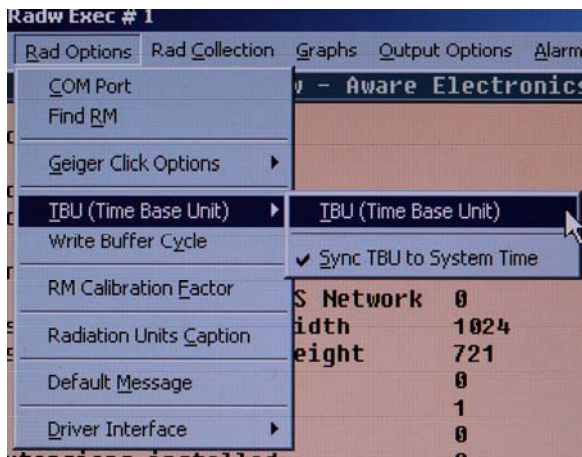 Radw Exec # 1
Rad Options Rad Collection Graphs Output Options Alarm
w - Aware Electronics
COM Port
Find RM
Geiger Click Options
TBU (Time Base Unit) TBU (Time Base Unit)
Write Buffer Cycle
Sync TBU to System Time
RM Calibration Factor
S Network 0
idth 1024
Radiation Units Caption
eight 721
Default Message
0
1
Driver Interface
0